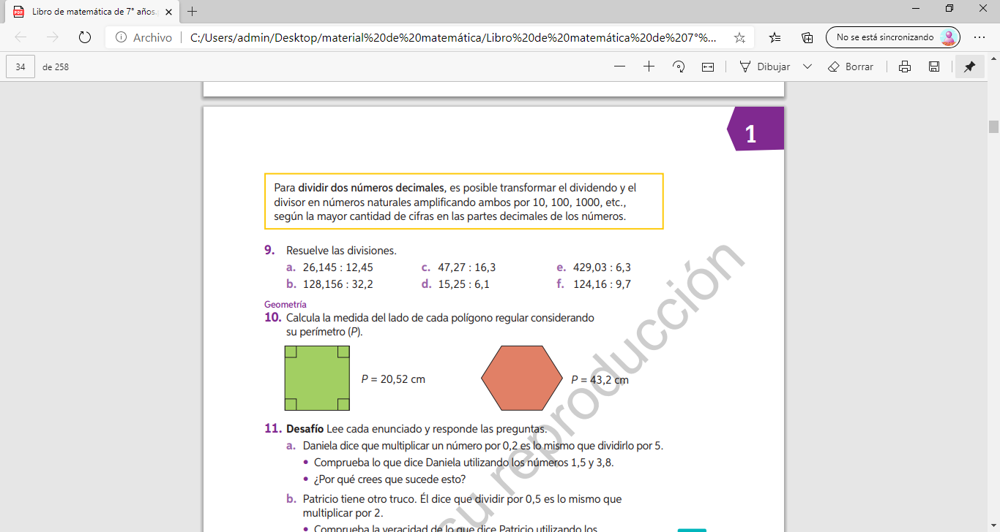 Libro de matemática de 7° años.
Archivo C:/Users/admin/Desktop/material%20de%20matemática/Libro%20de%20matemática%20de%207°%...
No se está sincronizando
34 de 258
Dibujar
Borrar
1
Para dividir dos números decimales, es posible transformar el dividendo y el
divisor en números naturales amplificando ambos por 10, 100, 1000, etc.,
según la mayor cantidad de cifras en las partes decimales de los números.
9. Resuelve las divisiones.
a. 26,145 : 12,45 c. 47,27 : 16,3 e. 429,03 : 6,3
b. 128,156 : 32,2 d. 15,25 : 6,1 f. 124,16 : 9,7
Geometría
10. Calcula la medida del lado de cada polígono regular considerando
su perímetro (P).
P = 20,52 cm P = 43,2 cm
11. Desafío Lee cada enunciado y responde las preguntas.
a. Daniela dice que multiplicar un número por 0,2 es lo mismo que dividirlo por 5.
• Comprueba lo que dice Daniela utilizando los números 1,5 y 3,8.
• ¿Por qué crees que sucede esto?
b. Patricio tiene otro truco. Él dice que dividir por 0,5 es lo mismo que
multiplicar por 2.
• Comprueba la veracidad de lo que dice Patricio utilizando los
su reproducción